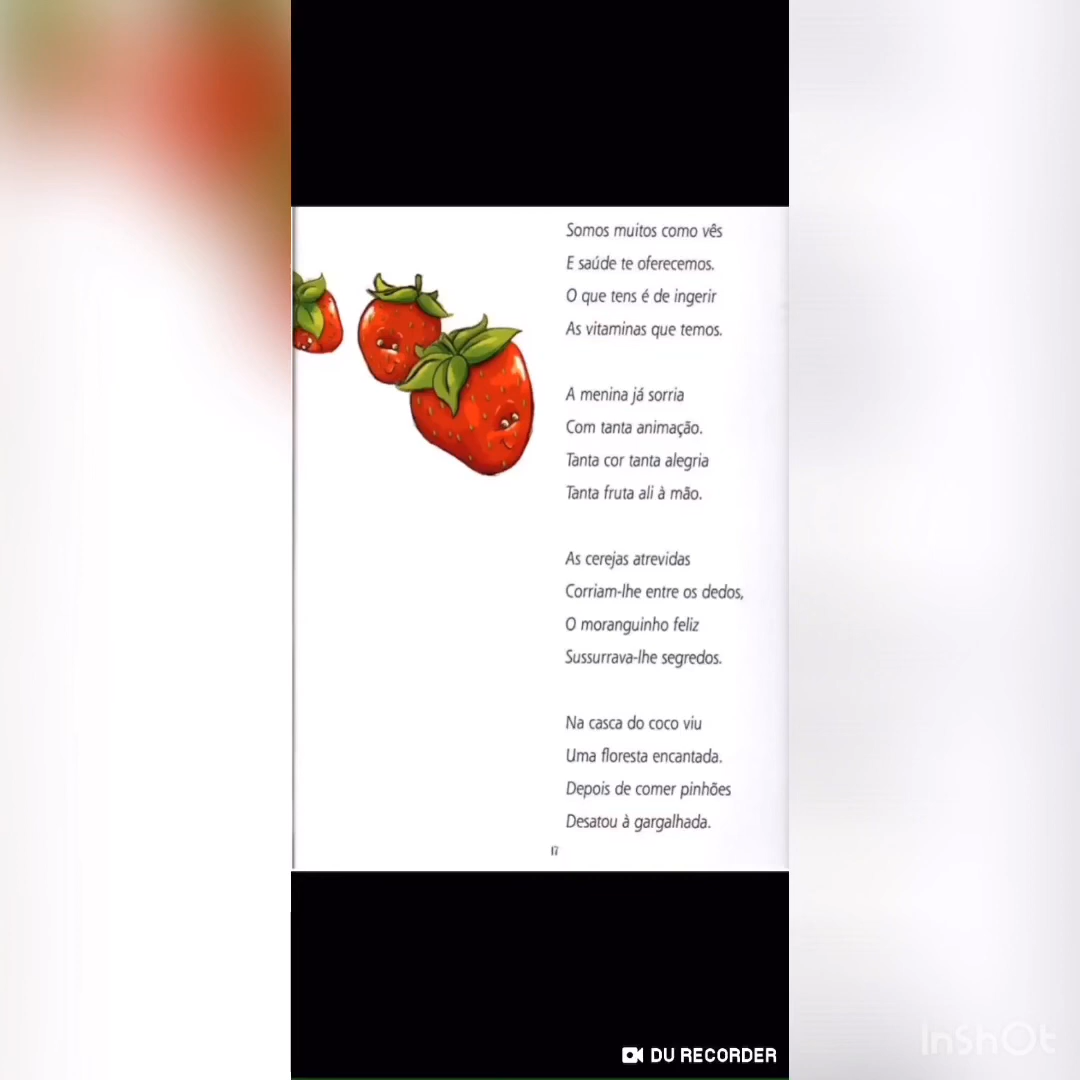 Somos muitos como vês
E saúde te oferecemos.
O que tens é de ingerir
As vitaminas que temos.
A menina já sorria
Com tanta animação.
Tanta cor tanta alegria
Tanta fruta ali à mão.
As cerejas atrevidas
Corriam-lhe entre os dedos,
O moranguinho feliz
Sussurrava-lhe segredos.
Na casca do coco viu
Uma floresta encantada.
Depois de comer pinhões
Desatou à gargalhada.
17
DU RECORDER
InShOt